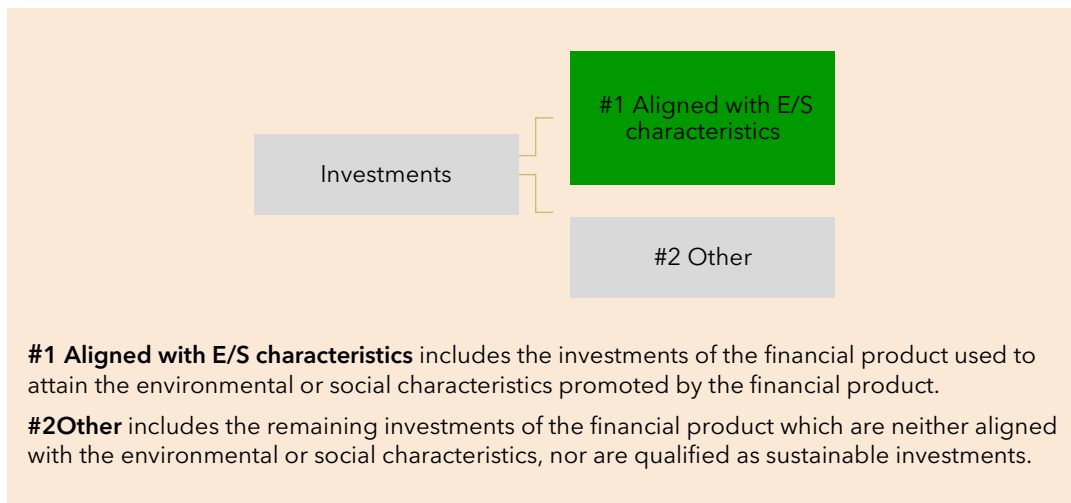 #1 Aligned with E/S
characteristics
Investments
#2 Other
#1 Aligned with E/S characteristics includes the investments of the financial product used to
attain the environmental or social characteristics promoted by the financial product.
#2Other includes the remaining investments of the financial product which are neither aligned
with the environmental or social characteristics, nor are qualified as sustainable investments.